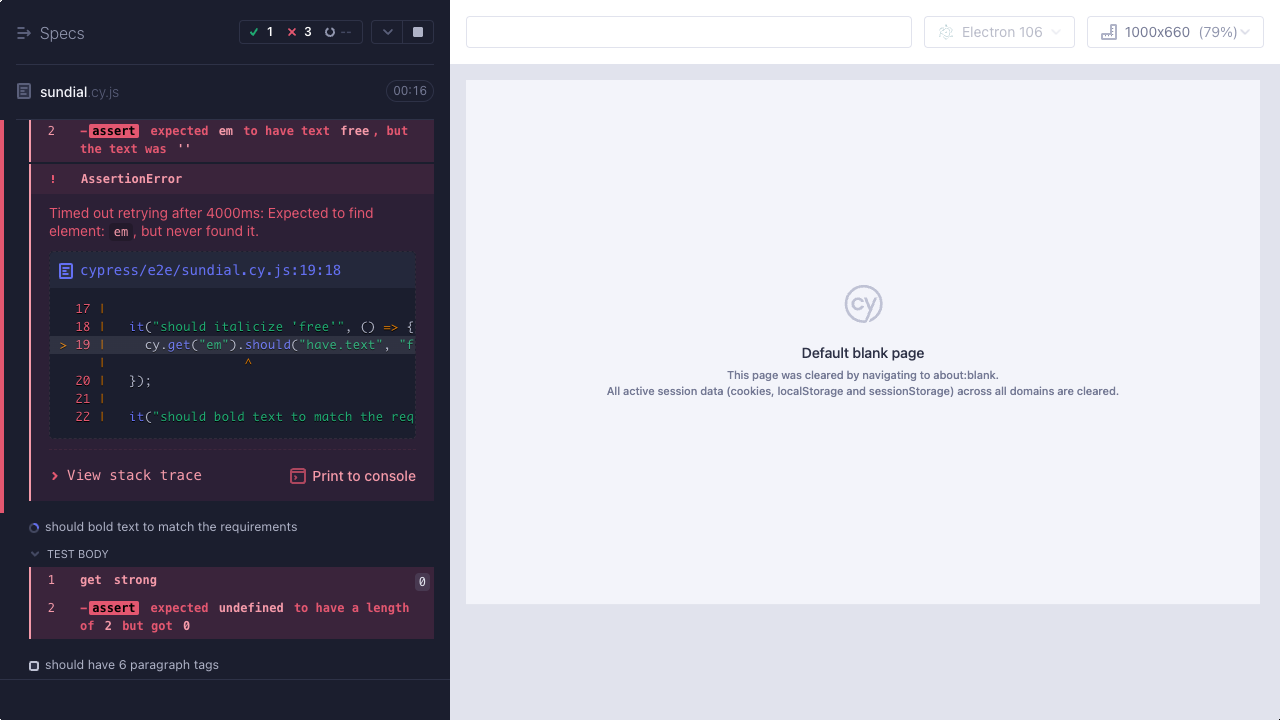 Specs
1 3 --
sundial.cy.js 00:16
2 -assert expected em to have text free, but
the text was ''
! AssertionError
Timed out retrying after 4000ms: Expected to find
element: em, but never found it.
cypress/e2e/sundial.cy.js:19:18
17 |
18 | it("should italicize 'free'", () => {
> 19 | cy.get("em").should("have.text", "f
| ^
20 | });
21 |
22 | it("should bold text to match the req
View stack trace Print to console
should bold text to match the requirements
TEST BODY
1 get strong 0
2 -assert expected undefined to have a length
of 2 but got 0
should have 6 paragraph tags
Electron 106
1000x660 (79%)
cy
Default blank page
This page was cleared by navigating to about:blank.
All active session data (cookies, localStorage and sessionStorage) across all domains are cleared.